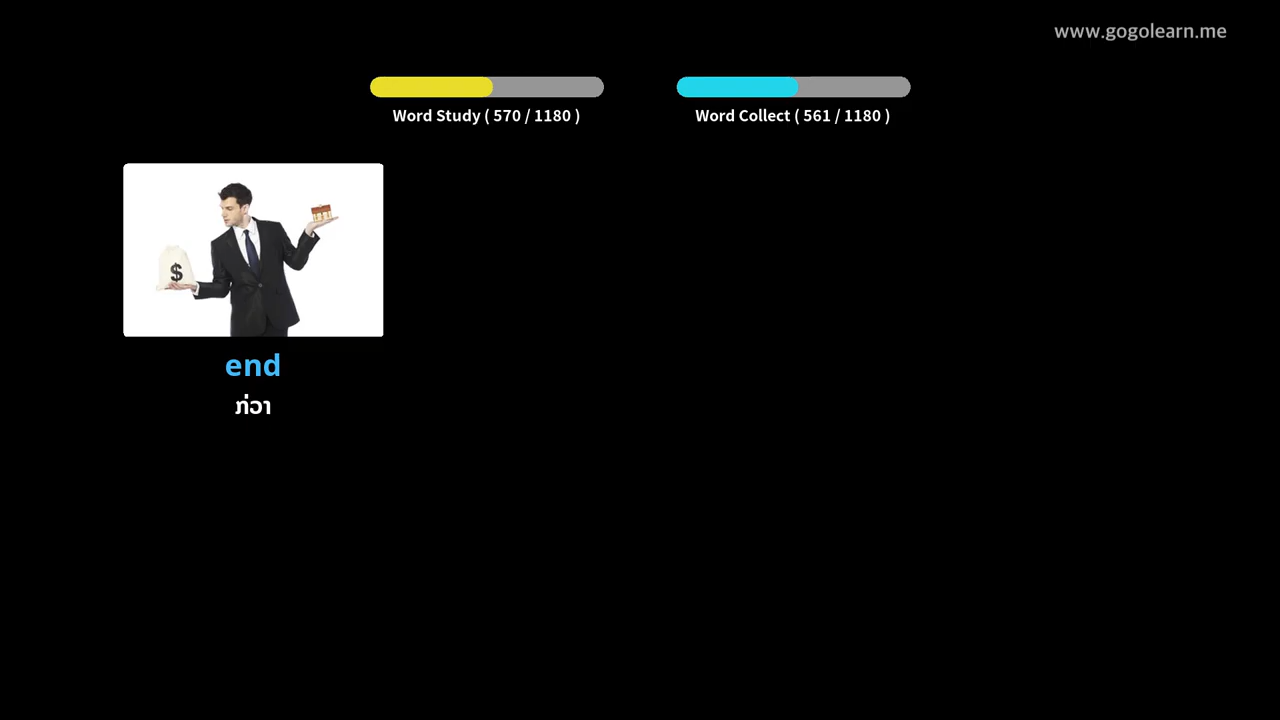 www.gogolearn.me
Word Study ( 570 / 1180 )
Word Collect ( 561 / 1180 )
$
end
ກ່ວາ